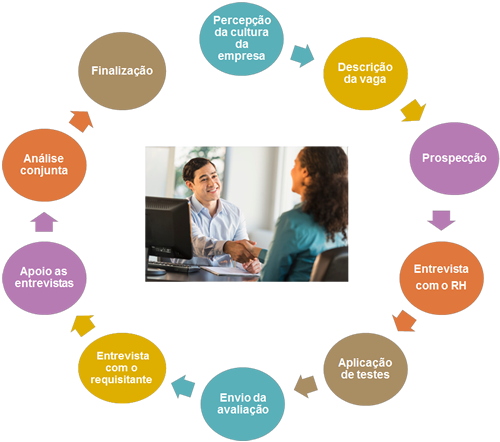 Percepção
da cultura
da
empresa
Descrição
da vaga
Prospecção
Entrevista
com o RH
Aplicação
de testes
Envio da
avaliação
Entrevista
com o
requisitante
Apoio as
entrevistas
Análise
conjunta
Finalização